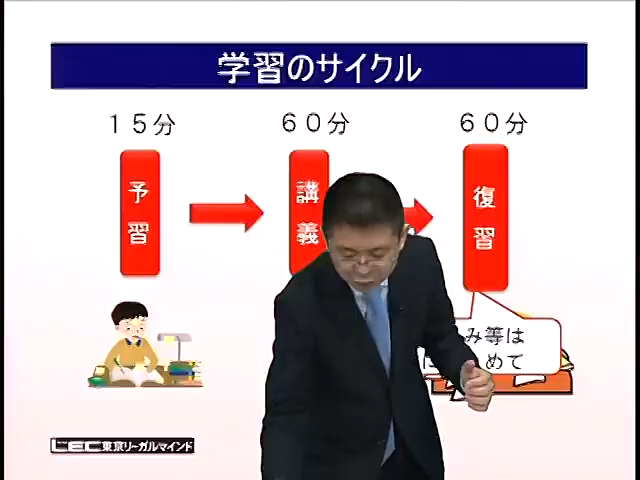 学習のサイクル
15分
60分
60分
予習
講義
復習
み等は
めて
LEC東京リーガルマインド